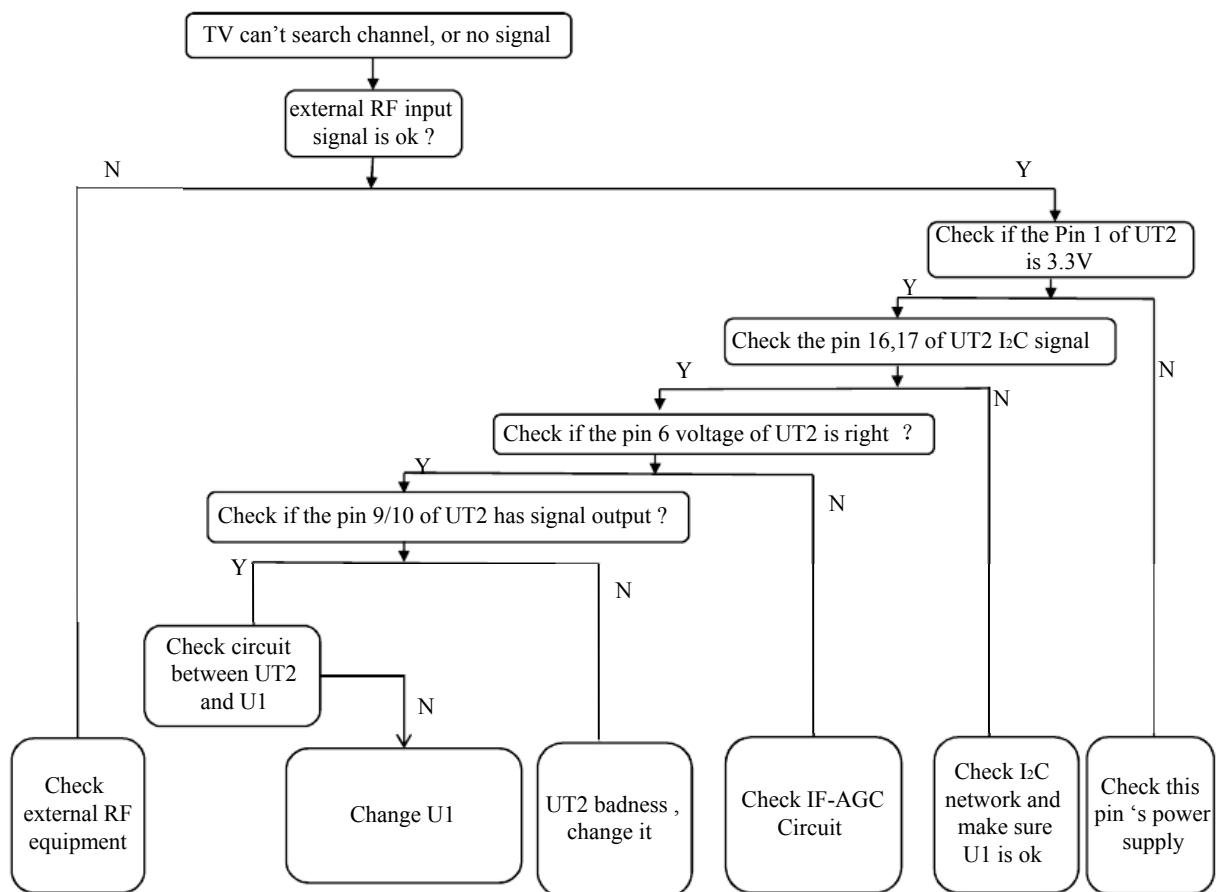 TV can't search channel, or no signal
external RF input
signal is ok ?
N
Y
Check if the Pin 1 of UT2
is 3.3V
Y
N
Check the pin 16,17 of UT2 I₂C signal
Y
N
Check if the pin 6 voltage of UT2 is right ?
Y
N
Check if the pin 9/10 of UT2 has signal output ?
Y
N
Check circuit
between UT2
and U1
N
Check
external RF
equipment
Change U1
UT2 badness ,
change it
Check IF-AGC
Circuit
Check I₂C
network and
make sure
U1 is ok
Check this
pin ‘s power
supply